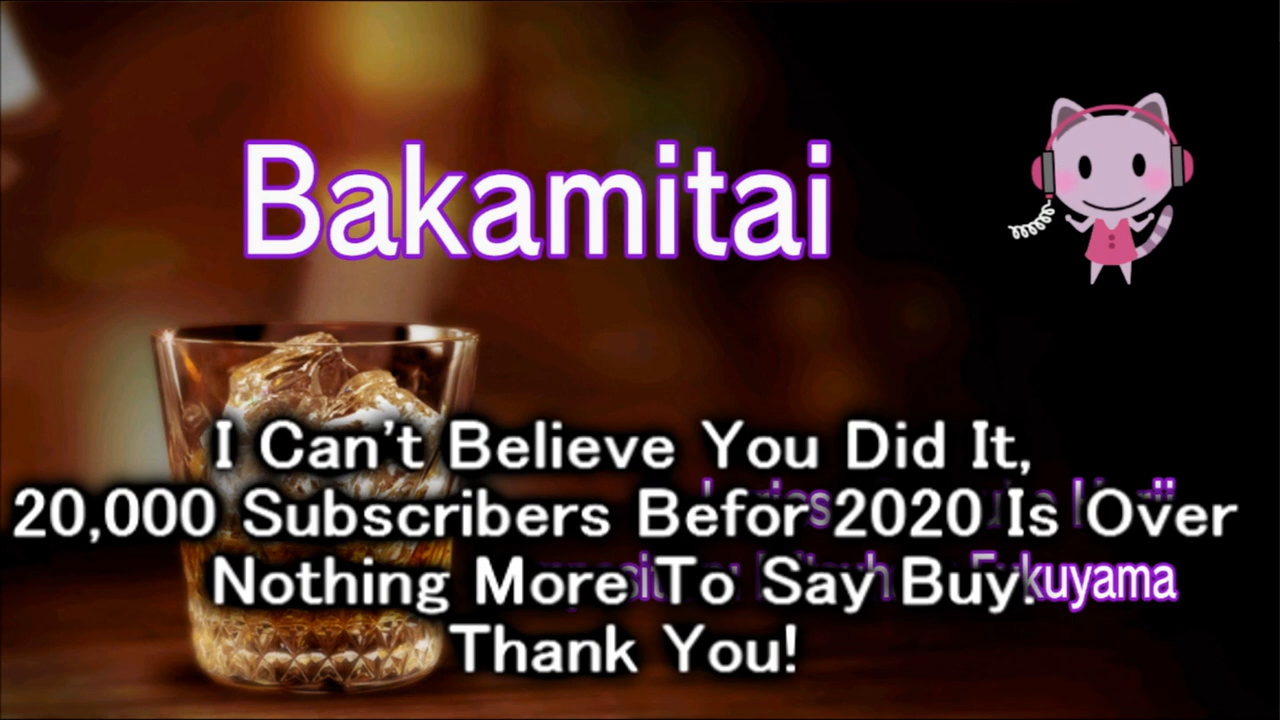 Bakamitai
I Can't Believe You Did It,
20,000 Subscribers Befor 2020 Is Over
Nothing More To Say Buy.
Fukuyama
Thank You!